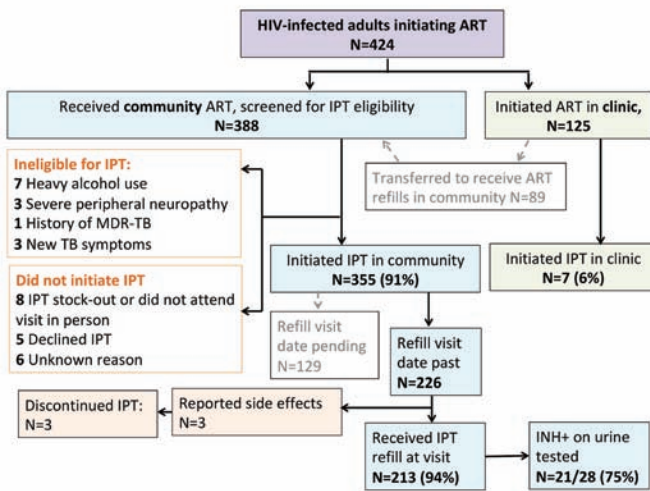 HIV-infected adults initiating ART
N=424
Received community ART, screened for IPT eligibility
N=388
Initiated ART in clinic,
N=125
Transferred to receive ART
refills in community N=89
Ineligible for IPT:
7 Heavy alcohol use
3 Severe peripheral neuropathy
1 History of MDR-TB
3 New TB symptoms
Initiated IPT in community
N=355 (91%)
Initiated IPT in clinic
N=7 (6%)
Did not initiate IPT
8 IPT stock-out or did not attend
visit in person
5 Declined IPT
6 Unknown reason
Refill visit
date pending
N=129
Refill visit
date past
N=226
Discontinued IPT:
N=3
Reported side effects
N=3
Received IPT
refill at visit
N=213 (94%)
INH+ on urine
tested
N=21/28 (75%)